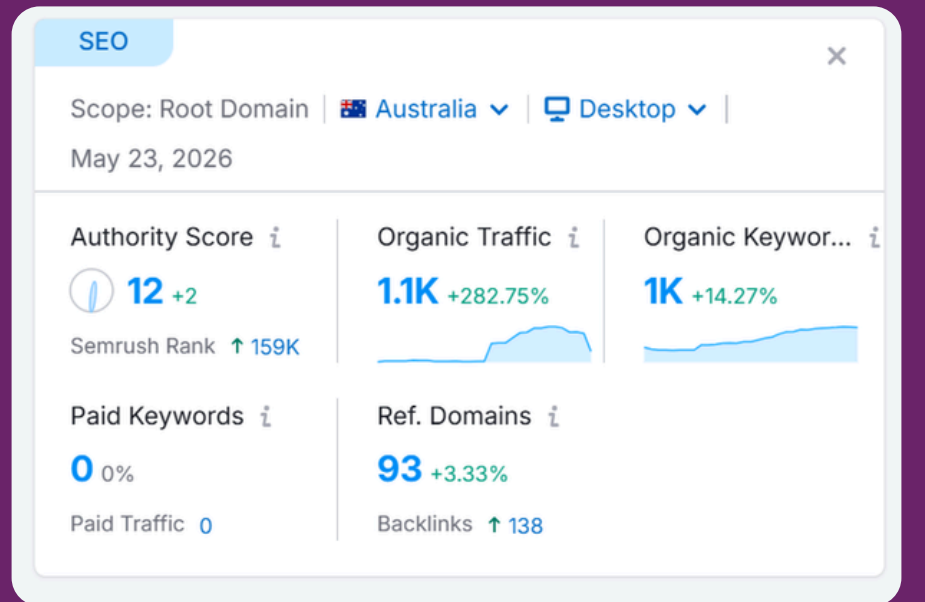 SEO
Scope: Root Domain
Australia
Desktop
May 23, 2026
Authority Score
12 +2
Semrush Rank ↑ 159K
Organic Traffic
1.1K +282.75%
Organic Keywor...
1K +14.27%
Paid Keywords
0 0%
Paid Traffic 0
Ref. Domains
93 +3.33%
Backlinks ↑ 138